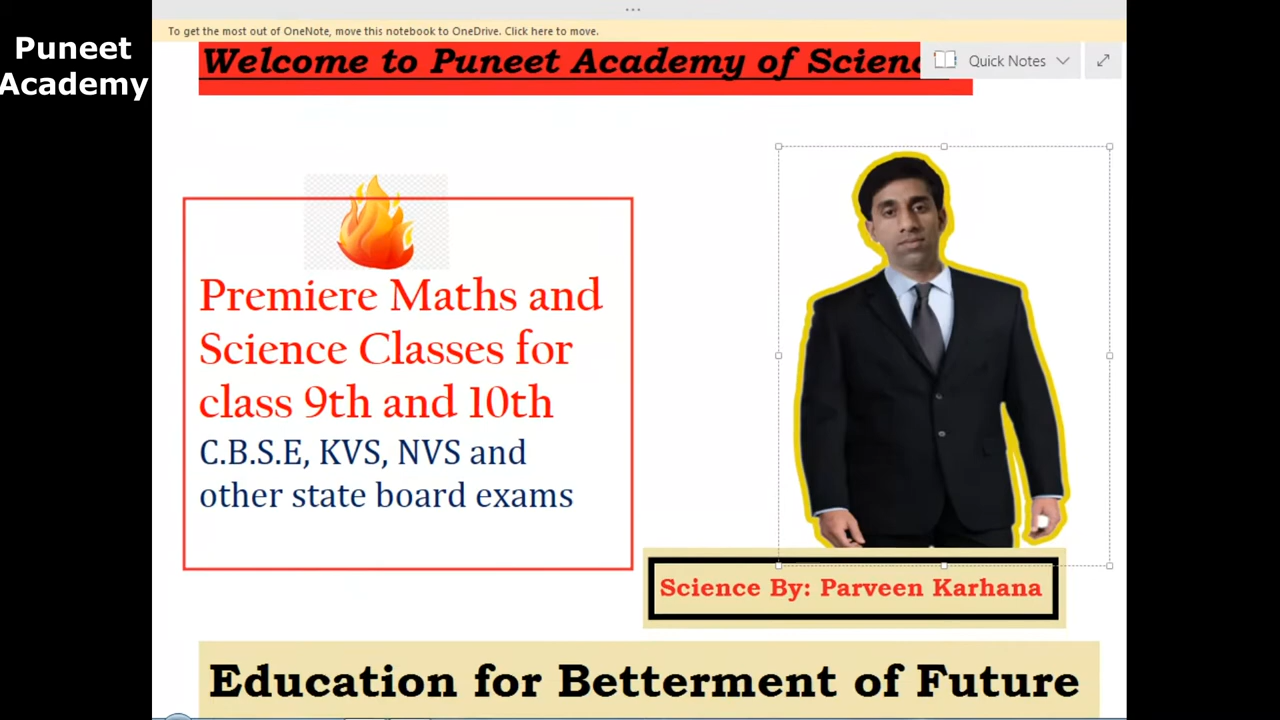 Puneet
Academy
To get the most out of OneNote, move this notebook to OneDrive. Click here to move.
Welcome to Puneet Academy of
Quick Notes
Premiere Maths and
Science Classes for
class 9th and 10th
C.B.S.E, KVS, NVS and
other state board exams
Science By: Parveen Karhana
Education for Betterment of Future